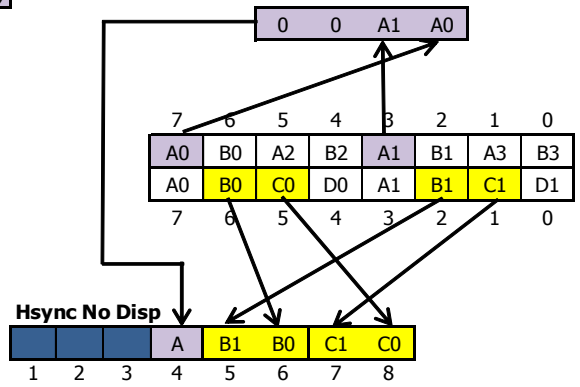 0 0 A1 A0
7 6 5 4 3 2 1 0
A0 B0 A2 B2 A1 B1 A3 B3
A0 B0 C0 D0 A1 B1 C1 D1
7 6 5 4 3 2 1 0
Hsync No Disp
A B1 B0 C1 C0
1 2 3 4 5 6 7 8